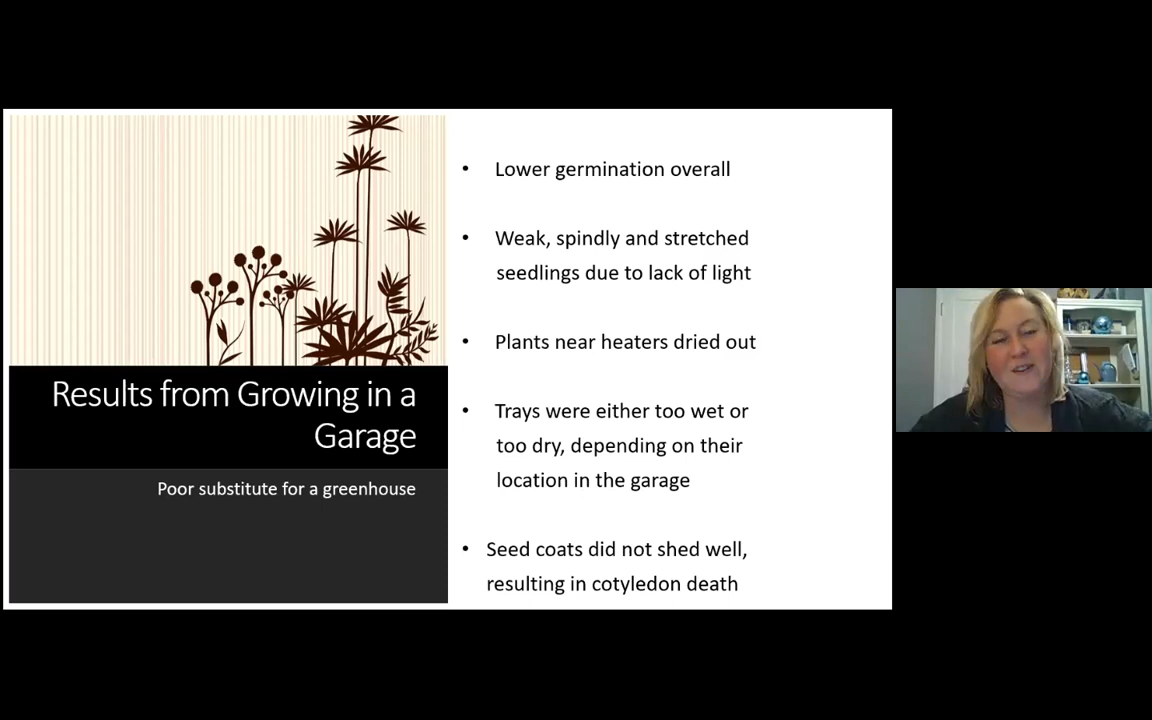 Results from Growing in a
Garage
Poor substitute for a greenhouse
• Lower germination overall
• Weak, spindly and stretched
seedlings due to lack of light
• Plants near heaters dried out
• Trays were either too wet or
too dry, depending on their
location in the garage
• Seed coats did not shed well,
resulting in cotyledon death